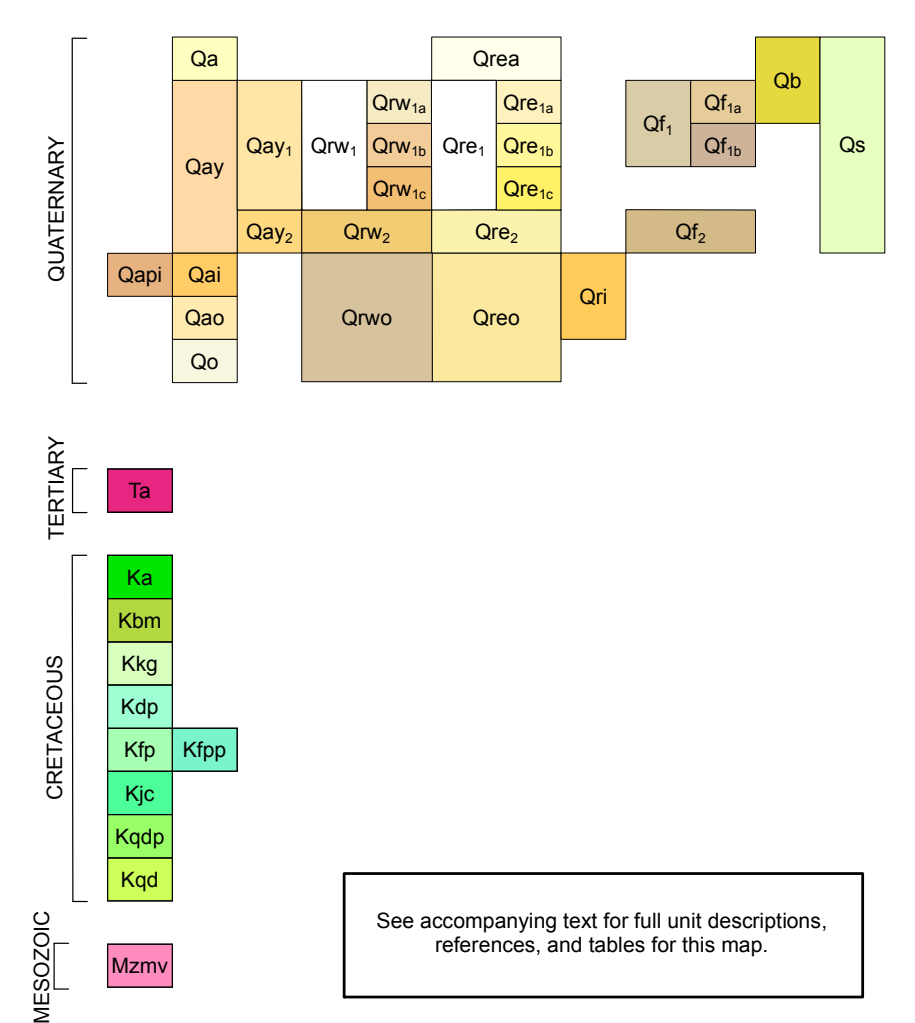 QUATERNARY
Qa
Qrea
Qb
Qs
Qay
Qay₁
Qrw₁
Qrw₁ₐ
Qre₁
Qre₁ₐ
Qf₁
Qf₁ₐ
Qrw₁b
Qre₁b
Qf₁b
Qrw₁c
Qre₁c
Qay₂
Qrw₂
Qre₂
Qf₂
Qapi
Qai
Qrwo
Qreo
Qri
Qao
Qo
TERTIARY
Ta
CRETACEOUS
Ka
Kbm
Kkg
Kdp
Kfp
Kfpp
Kjc
Kqdp
Kqd
MESOZOIC
Mzmv
See accompanying text for full unit descriptions,
references, and tables for this map.